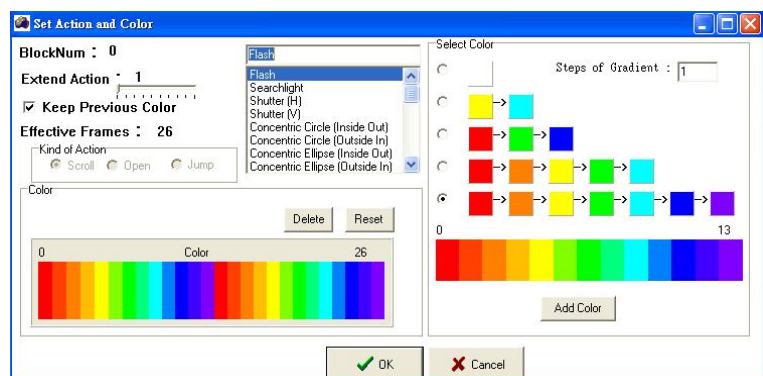 Set Action and Color
BlockNum : 0
Extend Action : 1
Keep Previous Color
Effective Frames : 26
Kind of Action
Scroll Open Jump
Flash
Flash
Searchlight
Shutter (H)
Shutter (V)
Concentric Circle (Inside Out)
Concentric Circle (Outside In)
Concentric Ellipse (Inside Out)
Concentric Ellipse (Outside In)
Color
Delete Reset
0 Color 26
Select Color
Steps of Gradient : 1
->
-> ->
-> -> -> ->
-> -> -> -> -> ->
0 13
Add Color
OK Cancel